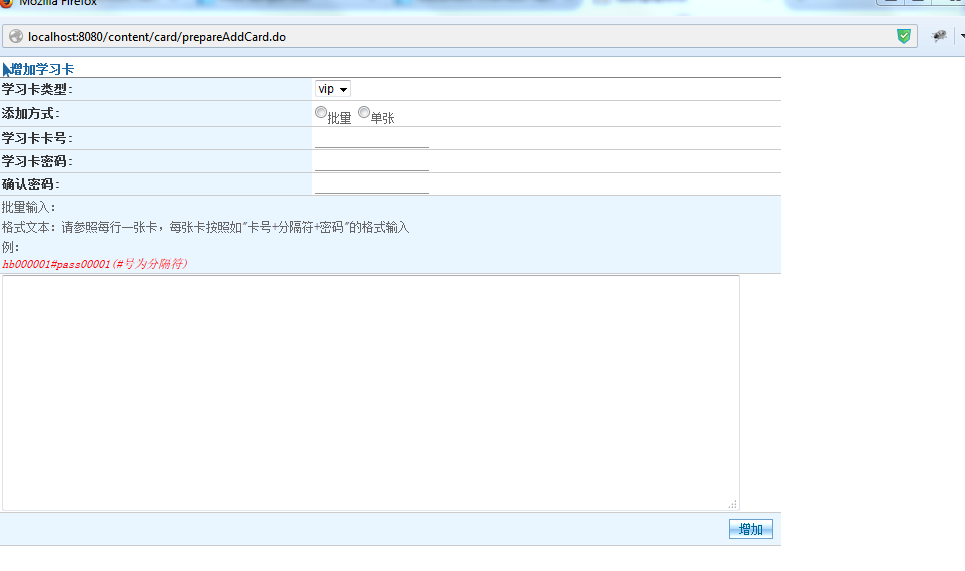 Mozilla Firefox
localhost:8080/content/card/prepareAddCard.do
增加学习卡
学习卡类型： vip
添加方式： 批量 单张
学习卡卡号：
学习卡密码：
确认密码：
批量输入：
格式文本：请参照每行一张卡，每张卡按照如"卡号+分隔符+密码"的格式输入
例：
hb000001#pass00001(#号为分隔符)
增加